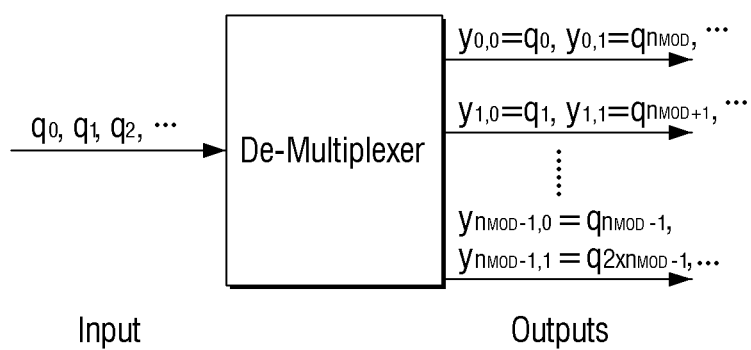 y0,0=q0, y0,1=qnMOD, ...
q0, q1, q2, ...
De-Multiplexer
y1,0=q1, y1,1=qnMOD+1, ...
ynMOD-1,0 = qnMOD-1,
ynMOD-1,1 = q2xnMOD-1, ...
Input
Outputs